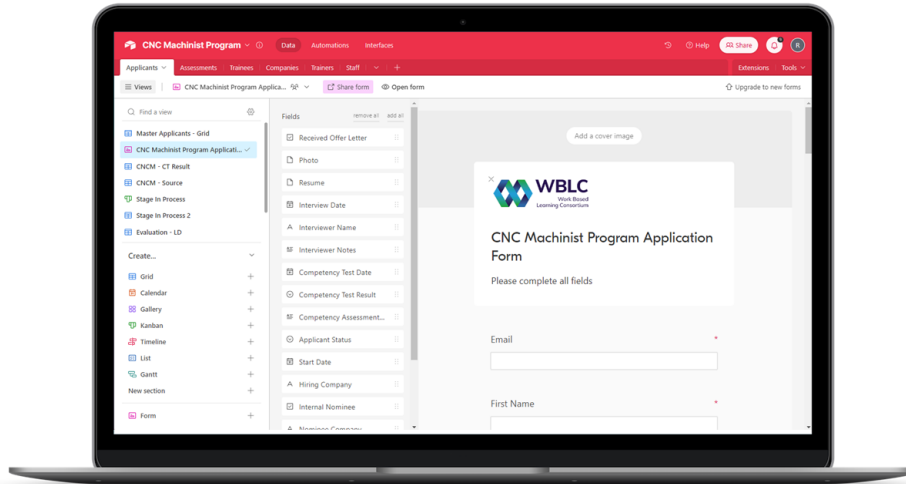 CNC Machinist Program
Data
Automations
Interfaces
Help
Share
R
Applicants
Assessments
Trainees
Companies
Trainers
Staff
Extensions
Tools
Views
CNC Machinist Program Applica...
Share form
Open form
Upgrade to new forms
Find a view
Master Applicants - Grid
CNC Machinist Program Applicati...
CNCM - CT Result
CNCM - Source
Stage In Process
Stage In Process 2
Evaluation - LD
Create...
Grid
Calendar
Gallery
Kanban
Timeline
List
Gantt
New section
Form
Fields
remove all
add all
Received Offer Letter
Photo
Resume
Interview Date
Interviewer Name
Interviewer Notes
Competency Test Date
Competency Test Result
Competency Assessment...
Applicant Status
Start Date
Hiring Company
Internal Nominee
Nominee Company
Add a cover image
WBLC
Work Based
Learning Consortium
CNC Machinist Program Application
Form
Please complete all fields
Email *
First Name *